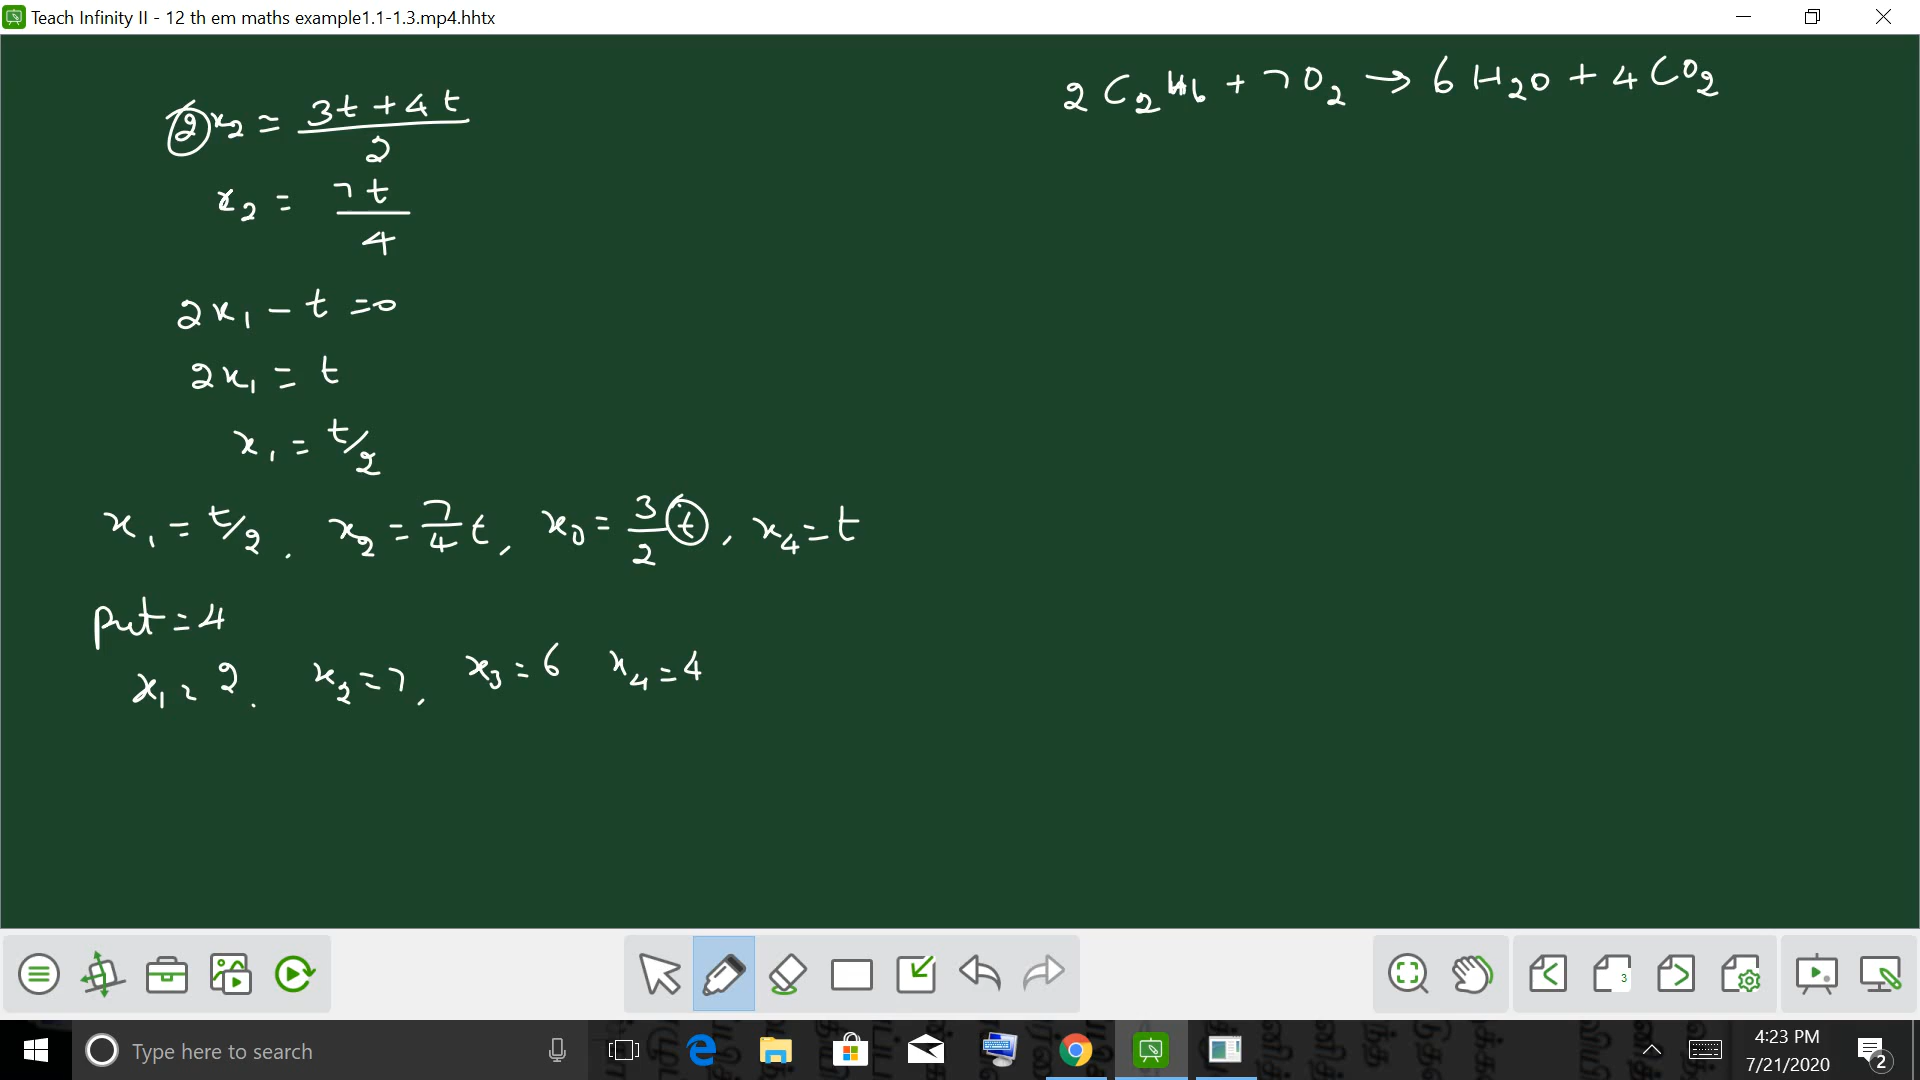 Teach Infinity II - 12 th em maths example1.1-1.3.mp4.hhtx
2x₂ = 3t + 4t / 2
x₂ = 7t / 4
2x₁ - t = 0
2x₁ = t
x₁ = t/2
x₁ = t/2. x₂ = 7/4 t, x₃ = 3/2 t, x₄ = t
Put = 4
x₁ = 2. x₂ = 7, x₃ = 6 x₄ = 4
2 C₂H₆ + 7O₂ → 6 H₂O + 4 CO₂
3
Type here to search
4:23 PM
7/21/2020
2